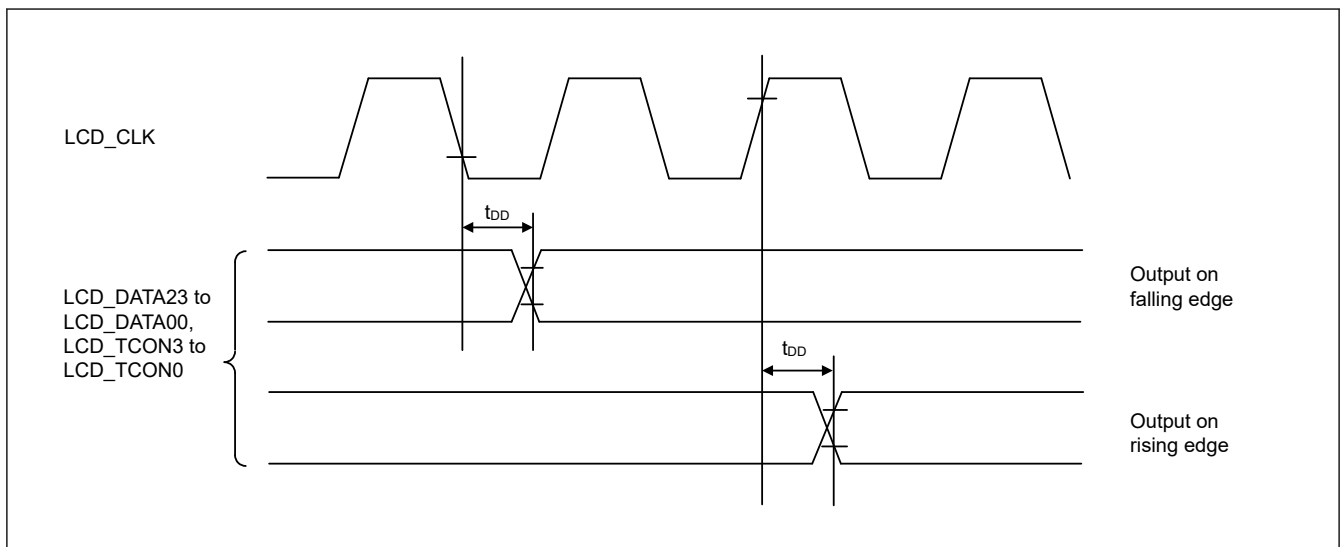 LCD_CLK
tDD
LCD_DATA23 to
LCD_DATA00,
LCD_TCON3 to
LCD_TCON0
Output on
falling edge
tDD
Output on
rising edge